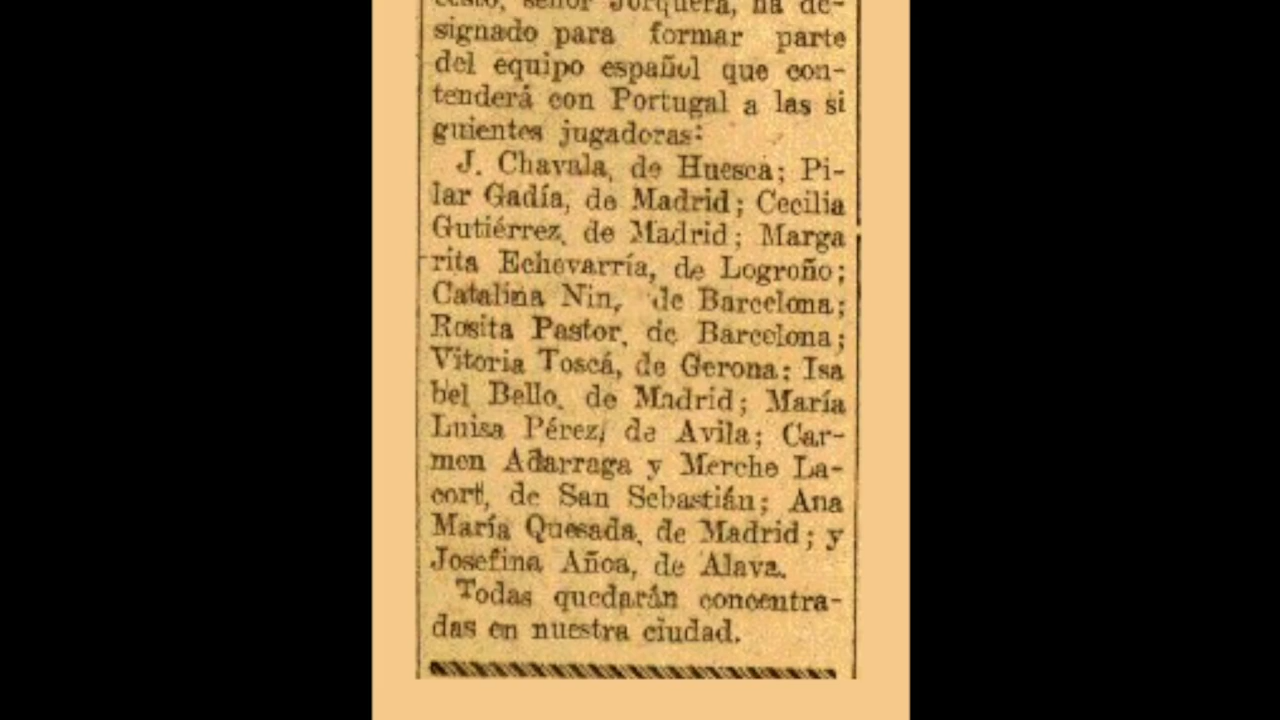 cesto, señor Jorquera, ha de-
signado para formar parte
del equipo español que con-
tenderá con Portugal a las si
guientes jugadoras:
J. Chavala, de Huesca; Pi-
lar Gadía, de Madrid; Cecilia
Gutiérrez, de Madrid; Marga
rita Echevarría, de Logroño;
Catalina Nin, de Barcelona;
Rosita Pastor, de Barcelona;
Vitoria Toscá, de Gerona; Isa
bel Bello, de Madrid; María
Luisa Pérez, de Avila; Car-
men Adarraga y Merche La-
cort, de San Sebastián; Ana
María Quesada, de Madrid; y
Josefina Añoa, de Alava.
Todas quedarán concentra-
das en nuestra ciudad.